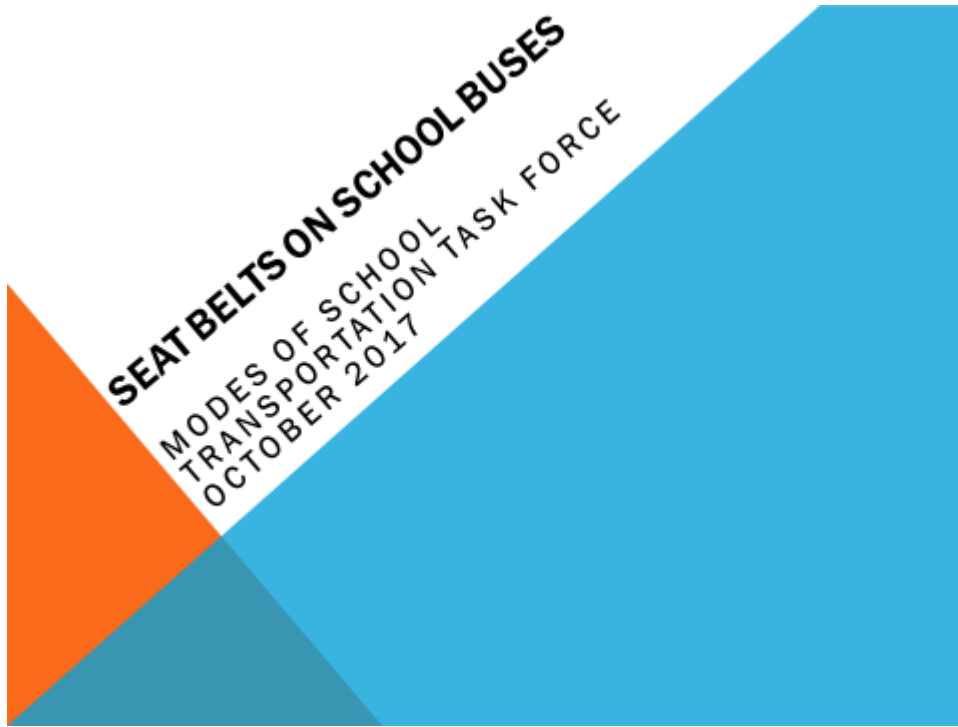 SEAT BELTS ON SCHOOL BUSES
MODES OF SCHOOL
TRANSPORTATION TASK FORCE
OCTOBER 2017